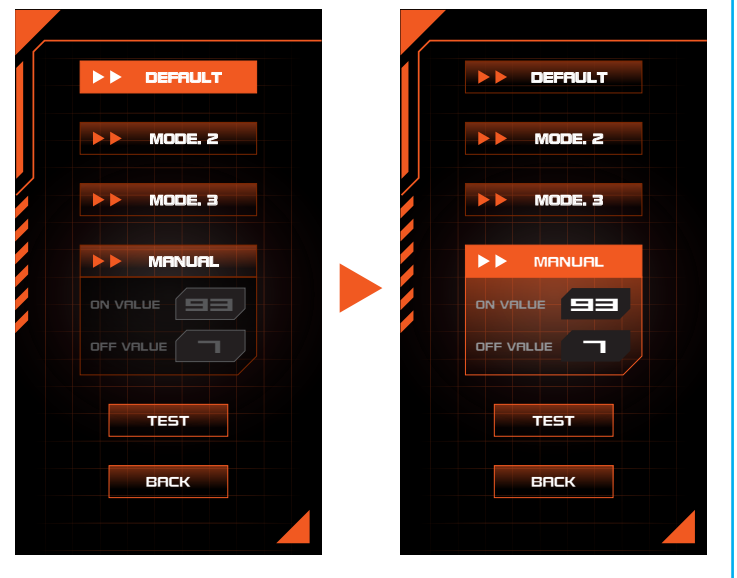 DEFAULT
MODE. 2
MODE. 3
MANUAL
ON VALUE 93
OFF VALUE 7
TEST
BACK
DEFAULT
MODE. 2
MODE. 3
MANUAL
ON VALUE 93
OFF VALUE 7
TEST
BACK